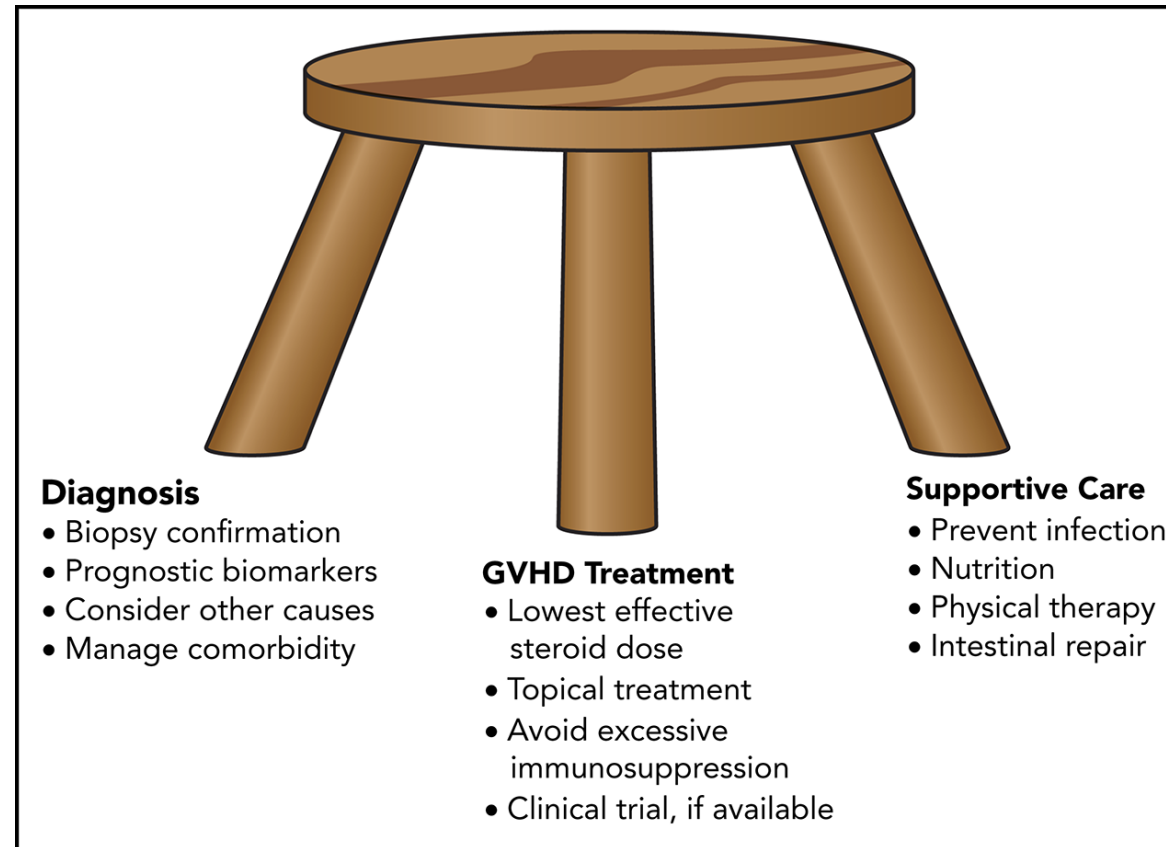 Diagnosis
• Biopsy confirmation
• Prognostic biomarkers
• Consider other causes
• Manage comorbidity
GVHD Treatment
• Lowest effective
steroid dose
• Topical treatment
• Avoid excessive
immunosuppression
• Clinical trial, if available
Supportive Care
• Prevent infection
• Nutrition
• Physical therapy
• Intestinal repair